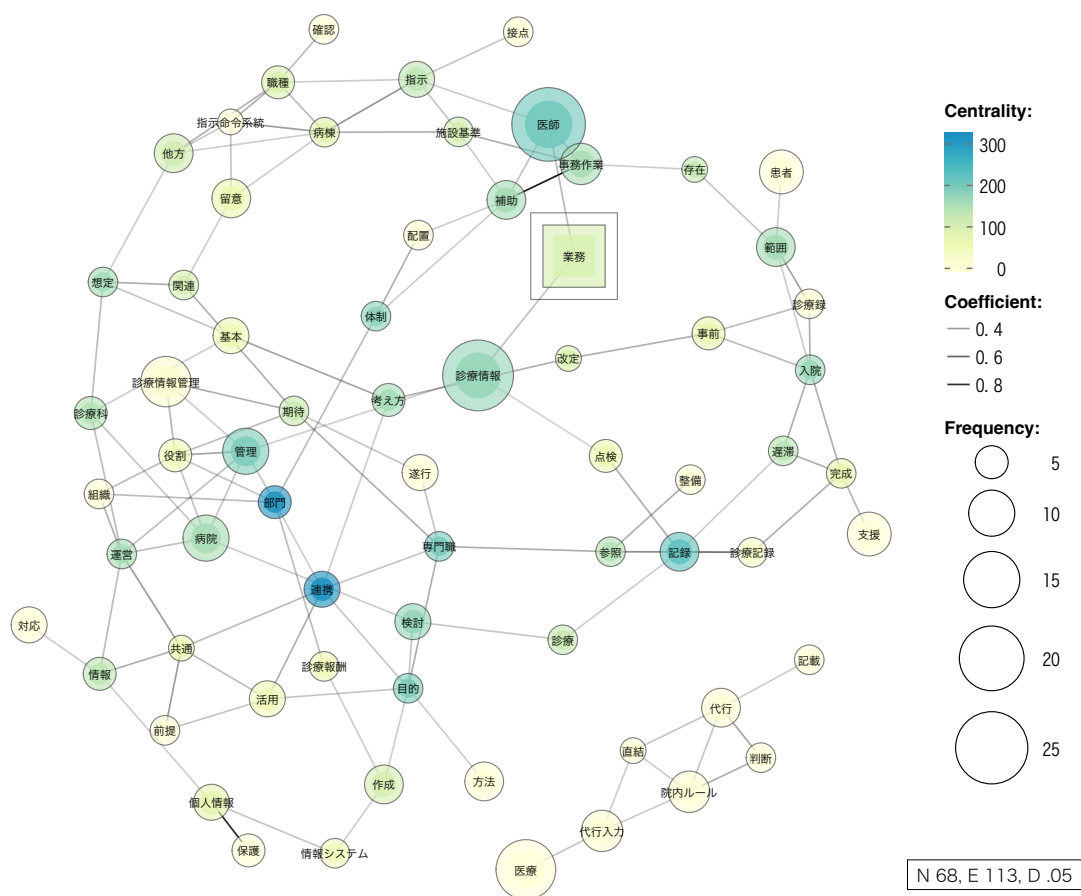 確認
接点
職種
指示
指示命令系統
病棟
施設基準
医師
他方
事務作業
存在
患者
留意
補助
配置
業務
範囲
想定
関連
体制
診療録
基本
事前
改定
入院
診療情報管理
診療情報
考え方
診療科
期待
役割
管理
遅滞
点検
遂行
完成
整備
組織
部門
支援
病院
運営
専門職
参照
記録
診療記録
連携
対応
検討
診療
共通
情報
診療報酬
目的
記載
活用
代行
前提
直結
判断
作成
方法
院内ルール
個人情報
代行入力
保護
情報システム
医療
Centrality:
300
200
100
0
Coefficient:
0.4
0.6
0.8
Frequency:
5
10
15
20
25
N 68, E 113, D .05